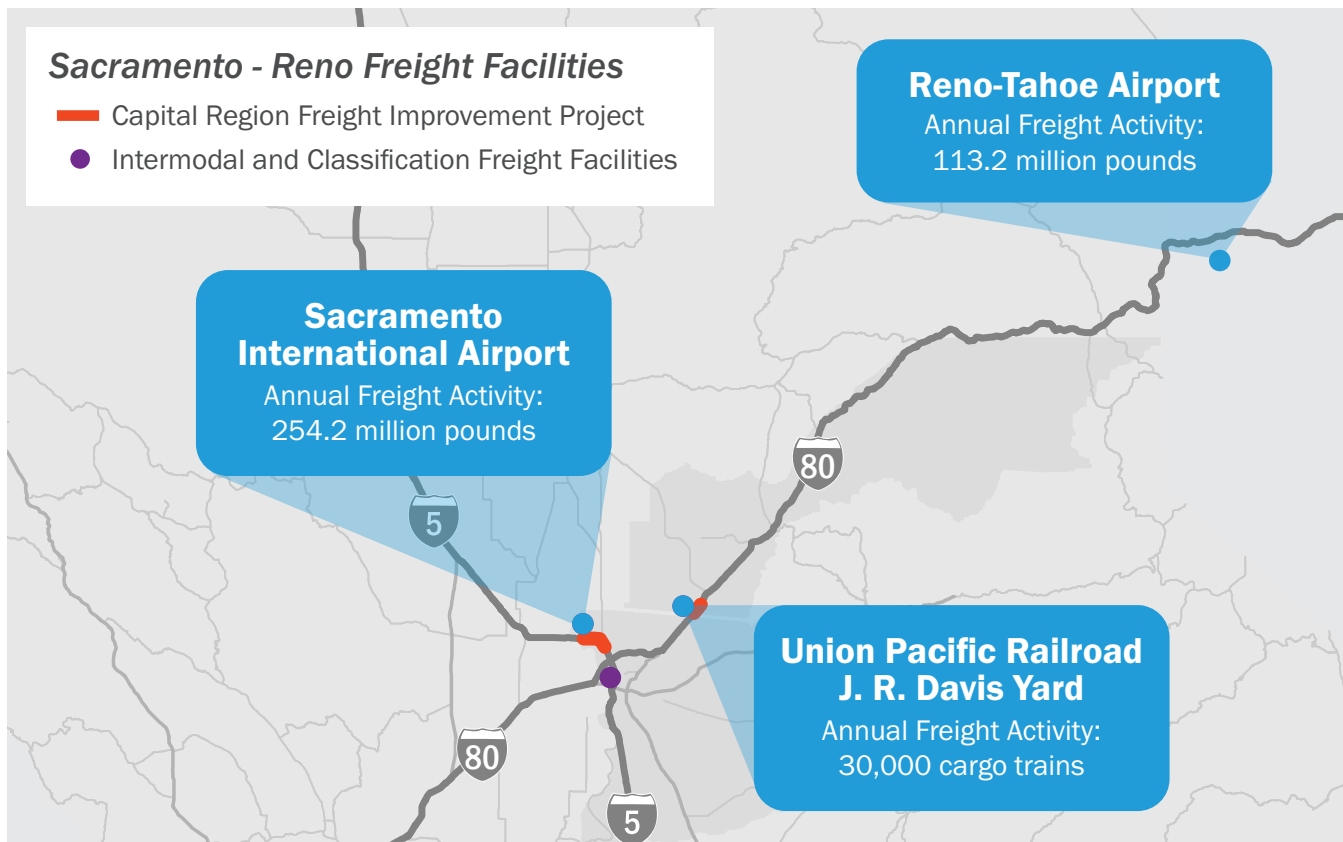 Sacramento - Reno Freight Facilities
Capital Region Freight Improvement Project
Intermodal and Classification Freight Facilities
Reno-Tahoe Airport
Annual Freight Activity:
113.2 million pounds
Sacramento
International Airport
Annual Freight Activity:
254.2 million pounds
80
5
Union Pacific Railroad
J. R. Davis Yard
Annual Freight Activity:
30,000 cargo trains
80
5